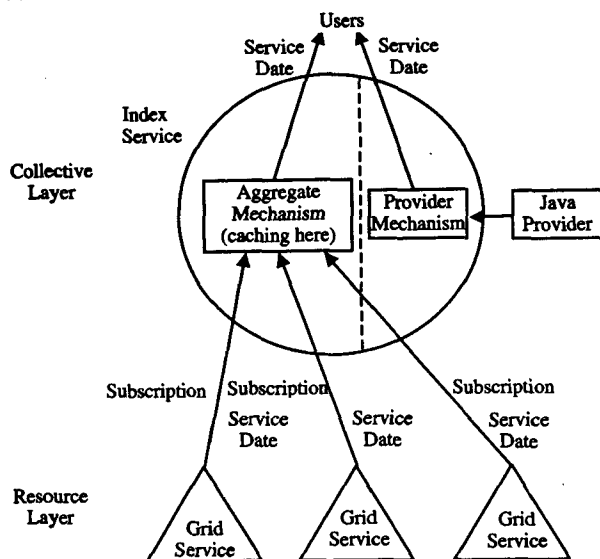 Users
Service
Date
Service
Date
Index
Service
Collective
Layer
Aggregate
Mechanism
(caching here)
Provider
Mechanism
Java
Provider
Subscription
Subscription
Subscription
Service
Date
Service
Date
Service
Date
Resource
Layer
Grid
Service
Grid
Service
Grid
Service